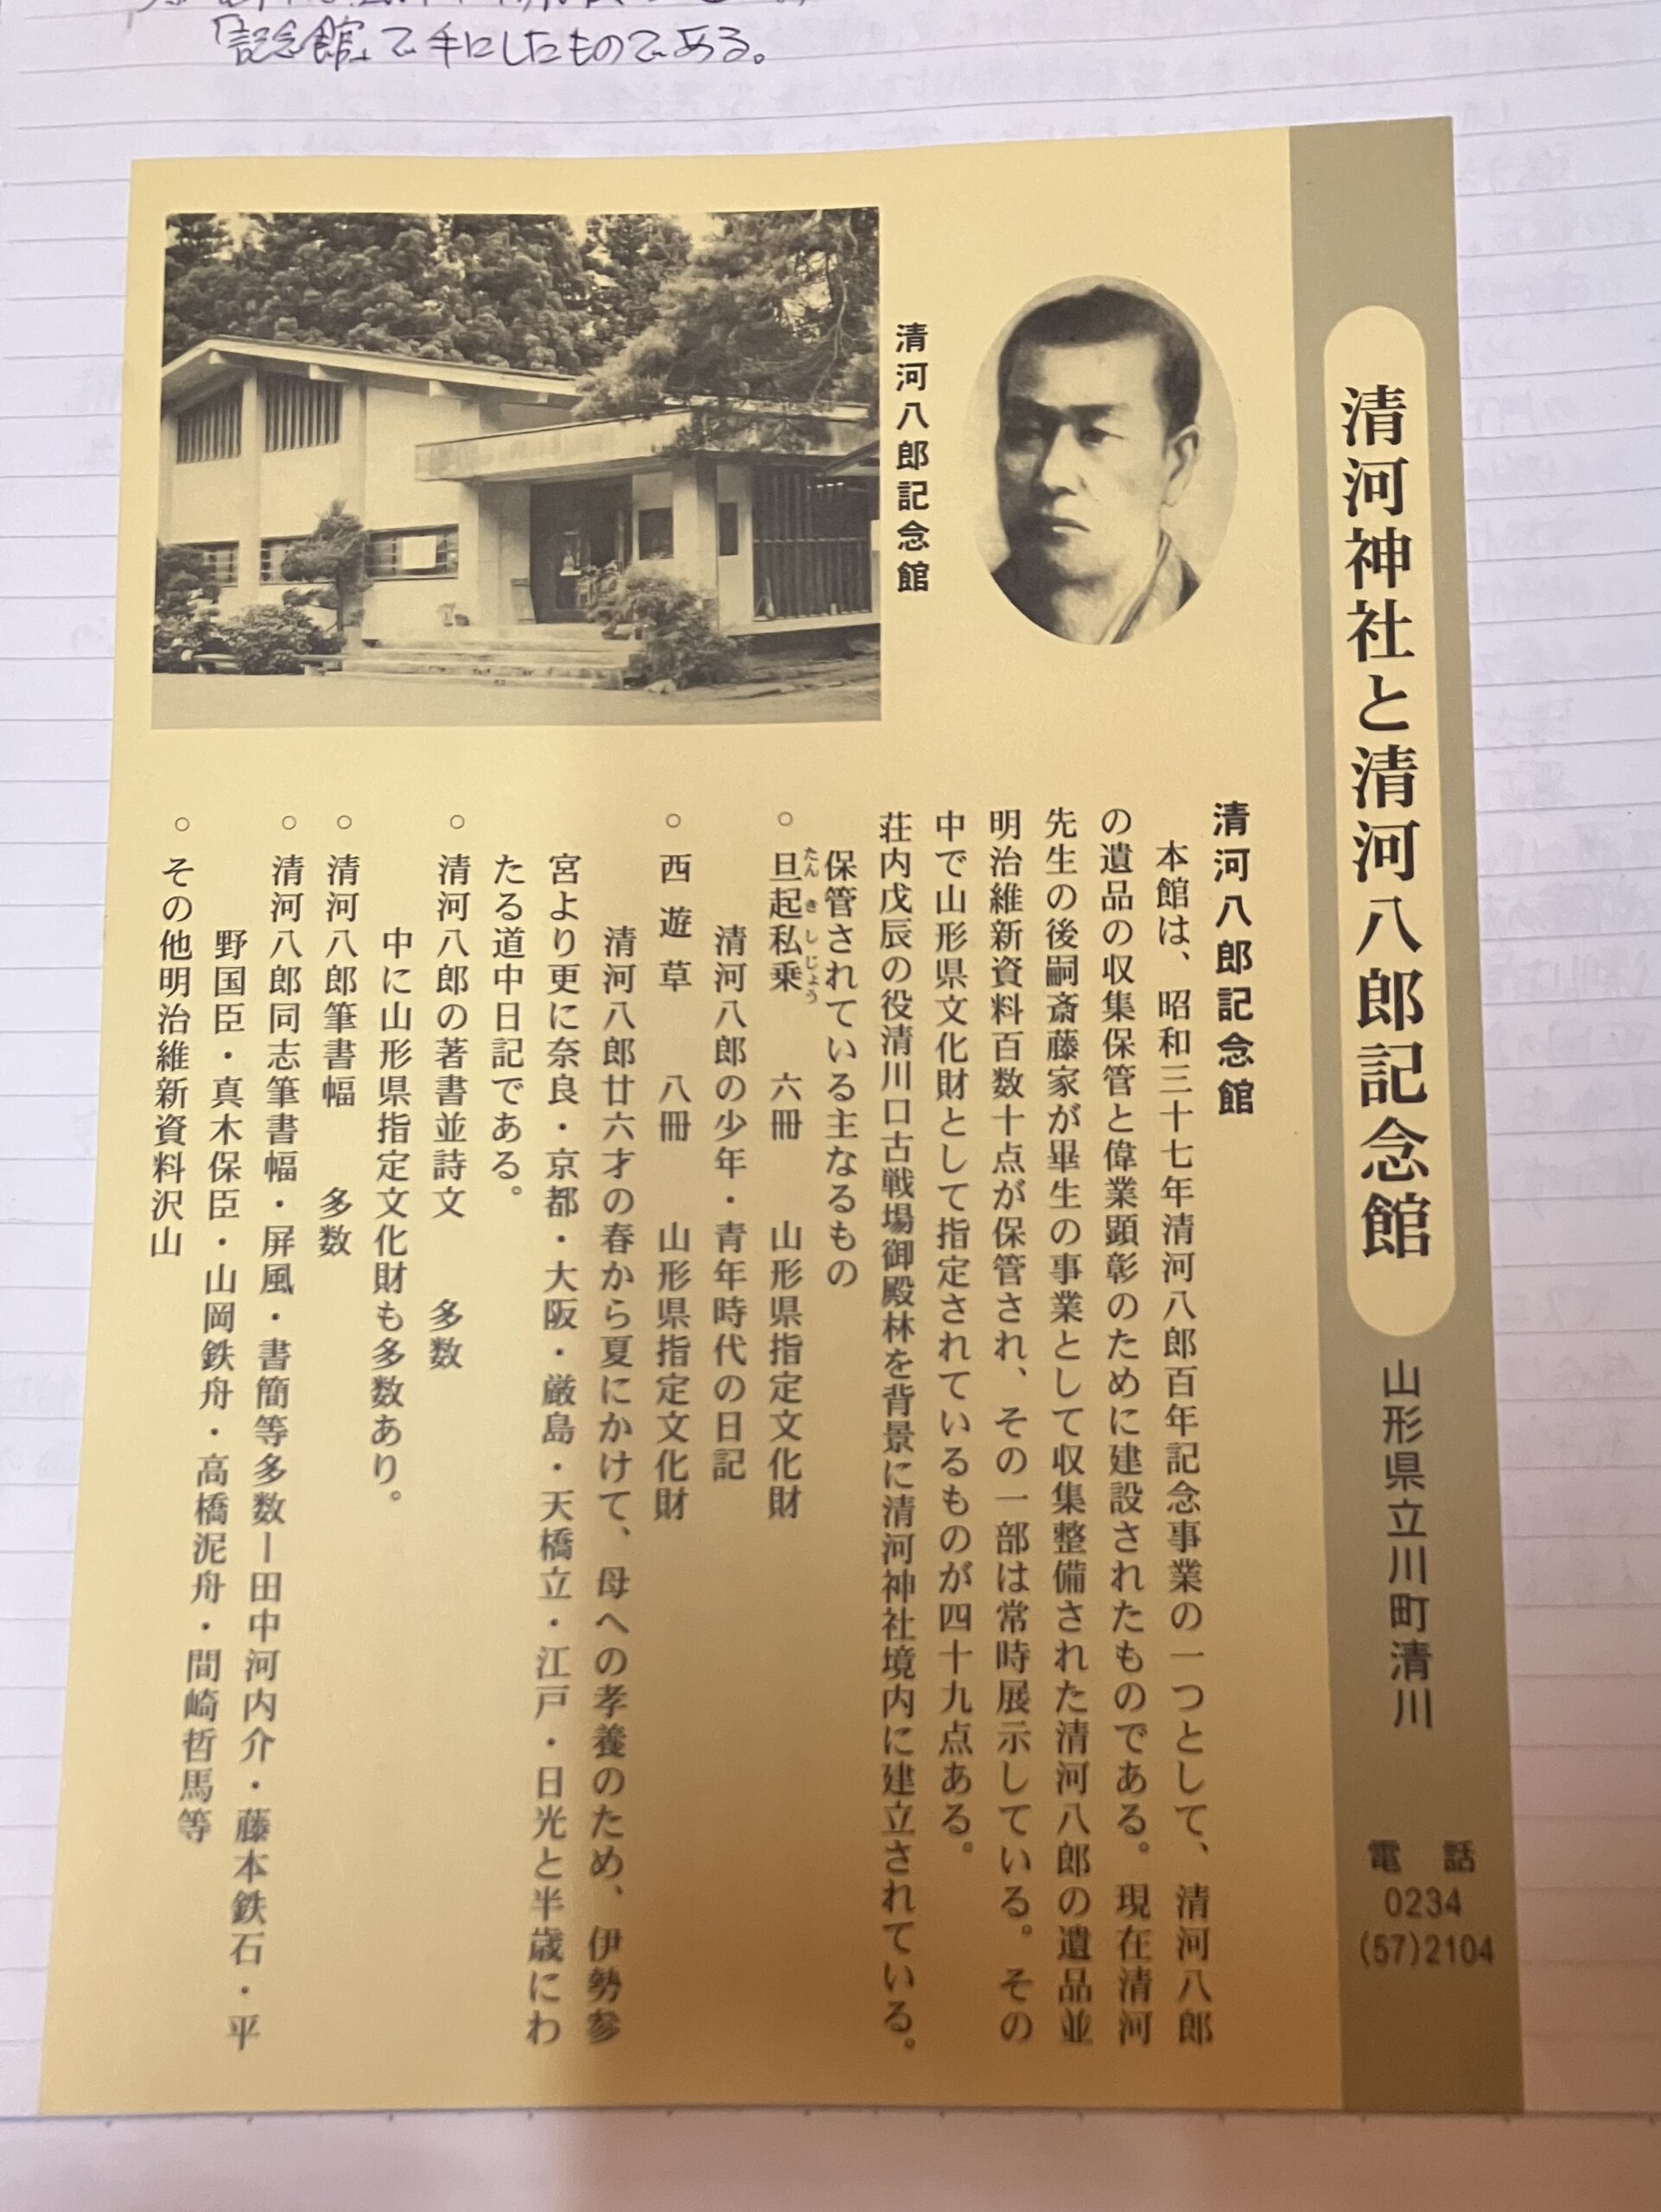 「記念館」で手にしたものである。
清河神社と清河八郎記念館
山形県立川町清川
電話
0234
(57)2104
清河八郎記念館
清河八郎記念館
本館は、昭和三十七年清河八郎百年記念事業の一つとして、清河八郎
の遺品の収集保管と偉業顕彰のために建設されたものである。現在清河
先生の後嗣斎藤家が畢生の事業として収集整備された清河八郎の遺品並
明治維新資料百数十点が保管され、その一部は常時展示している。その
中で山形県文化財として指定されているものが四十九点ある。
荘内戊辰の役清川口古戦場御殿林を背景に清河神社境内に建立されている。
保管されている主なるもの
○旦起私乗 六冊 山形県指定文化財
たんきしじょう
清河八郎の少年・青年時代の日記
○西遊草 八冊 山形県指定文化財
清河八郎廿六才の春から夏にかけて、母への孝養のため、伊勢参
宮より更に奈良・京都・大阪・厳島・天橋立・江戸・日光と半歳にわ
たる道中日記である。
○清河八郎の著書並詩文 多数
中に山形県指定文化財も多数あり。
○清河八郎筆書幅 多数
○清河八郎同志筆書幅・屏風・書簡等多数ー田中河内介・藤本鉄石・平
野国臣・真木保臣・山岡鉄舟・高橋泥舟・間崎哲馬等
○その他明治維新資料沢山